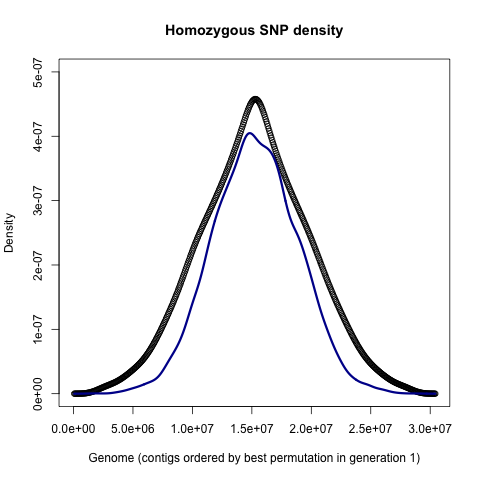 Homozygous SNP density
Density
5e-07
4e-07
3e-07
2e-07
1e-07
0e+00
0.0e+00 5.0e+06 1.0e+07 1.5e+07 2.0e+07 2.5e+07 3.0e+07
Genome (contigs ordered by best permutation in generation 1)